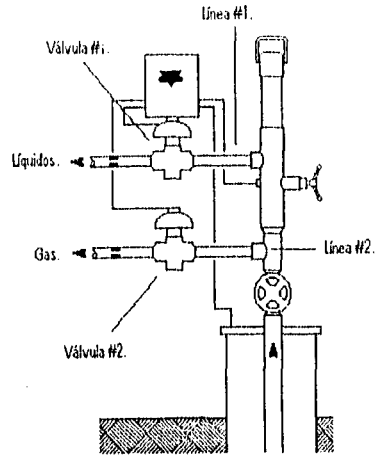 Línea #1.
Válvula #1.
Líquidos.
Gas.
Línea #2.
Válvula #2.